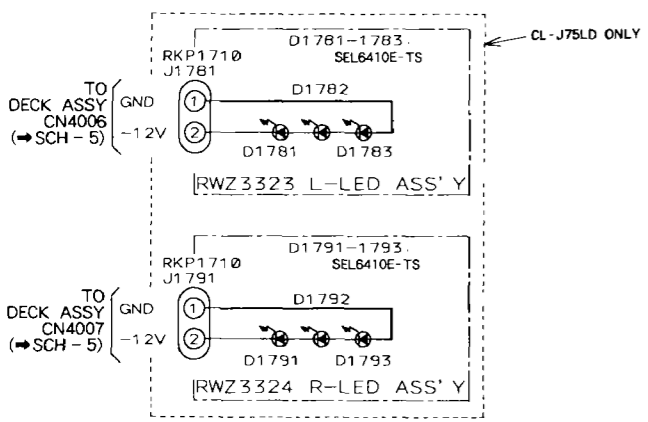 CL-J75LD ONLY
D1781-1783.
SEL6410E-TS
RKP1710
J1781
TO
DECK ASSY
CN4006
(➡SCH-5)
GND
-12V
1
2
D1782
D1781
D1783
RWZ3323 L-LED ASS'Y
D1791-1793.
SEL6410E-TS
RKP1710
J1791
TO
DECK ASSY
CN4007
(➡SCH-5)
GND
-12V
1
2
D1792
D1791
D1793
RWZ3324 R-LED ASS'Y